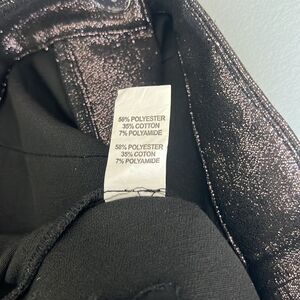 58% POLYESTER
35% COTTON
7% POLYAMIDE
58% POLYESTER
35% COTTON
7% POLYAMIDE